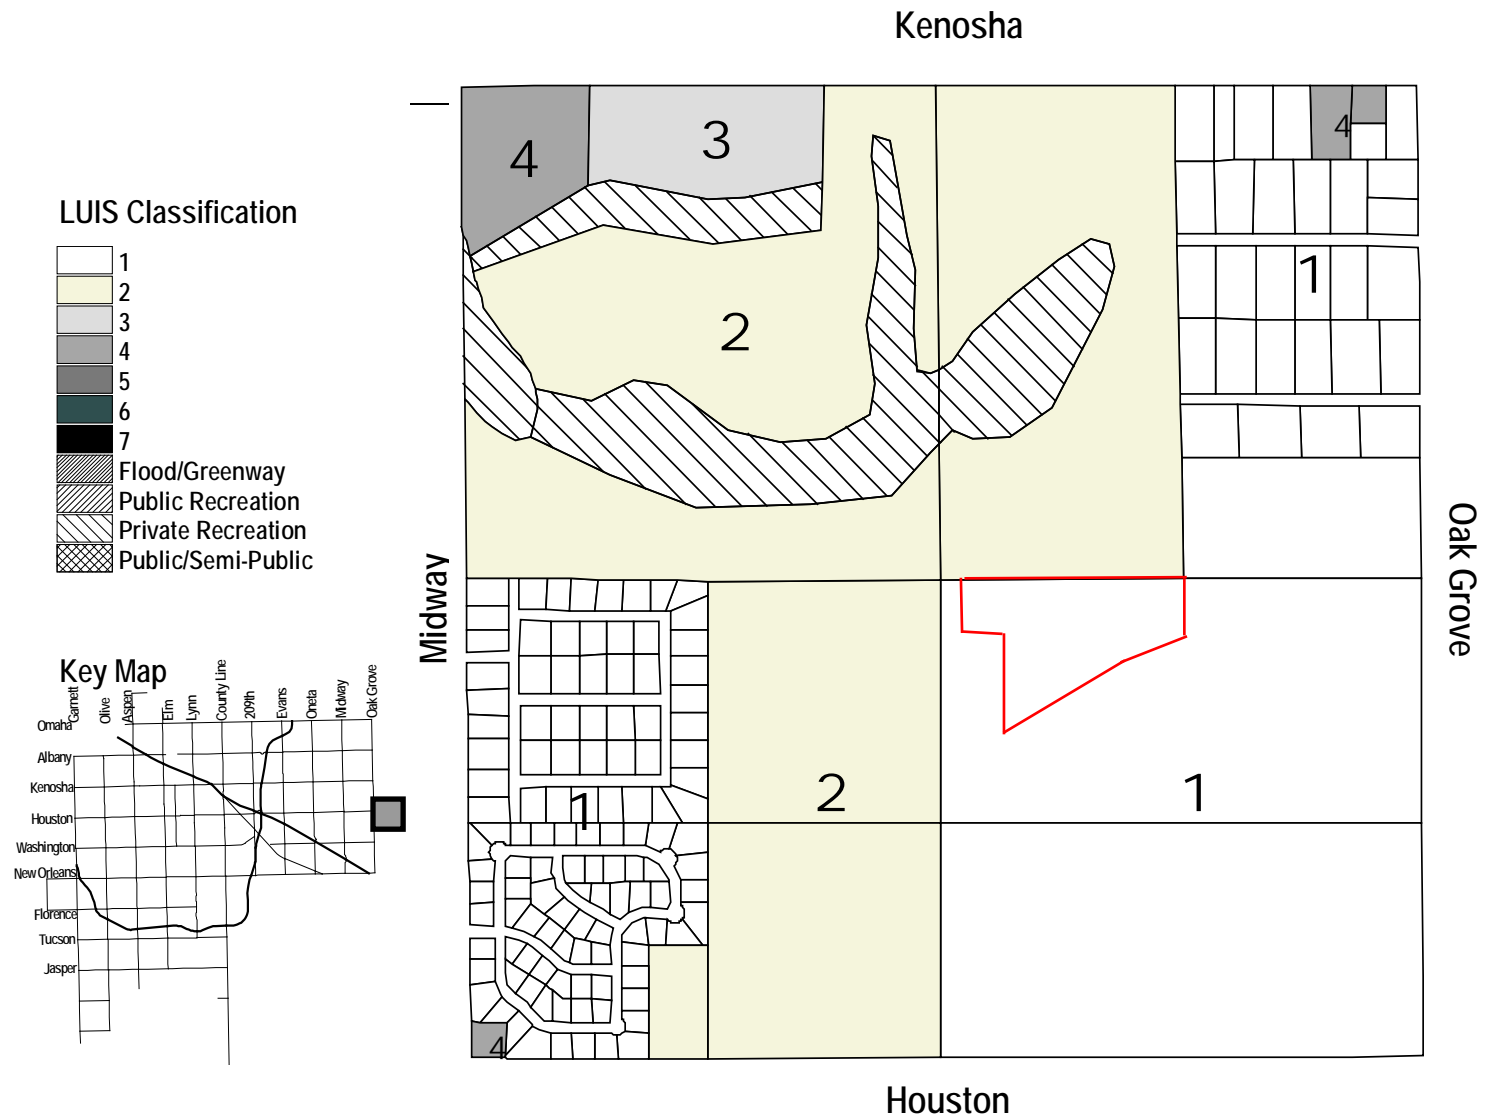 Kenosha
4
3
4
LUIS Classification
1
2
3
4
5
6
7
Flood/Greenway
Public Recreation
Private Recreation
Public/Semi-Public
1
2
Midway
Oak Grove
Key Map
Garnett
Olive
Aspen
Elm
Lynn
County Line
209th
Evans
Oneta
Midway
Oak Grove
Omaha
Albany
Kenosha
Houston
Washington
New Orleans
Florence
Tucson
Jasper
1
2
1
4
Houston